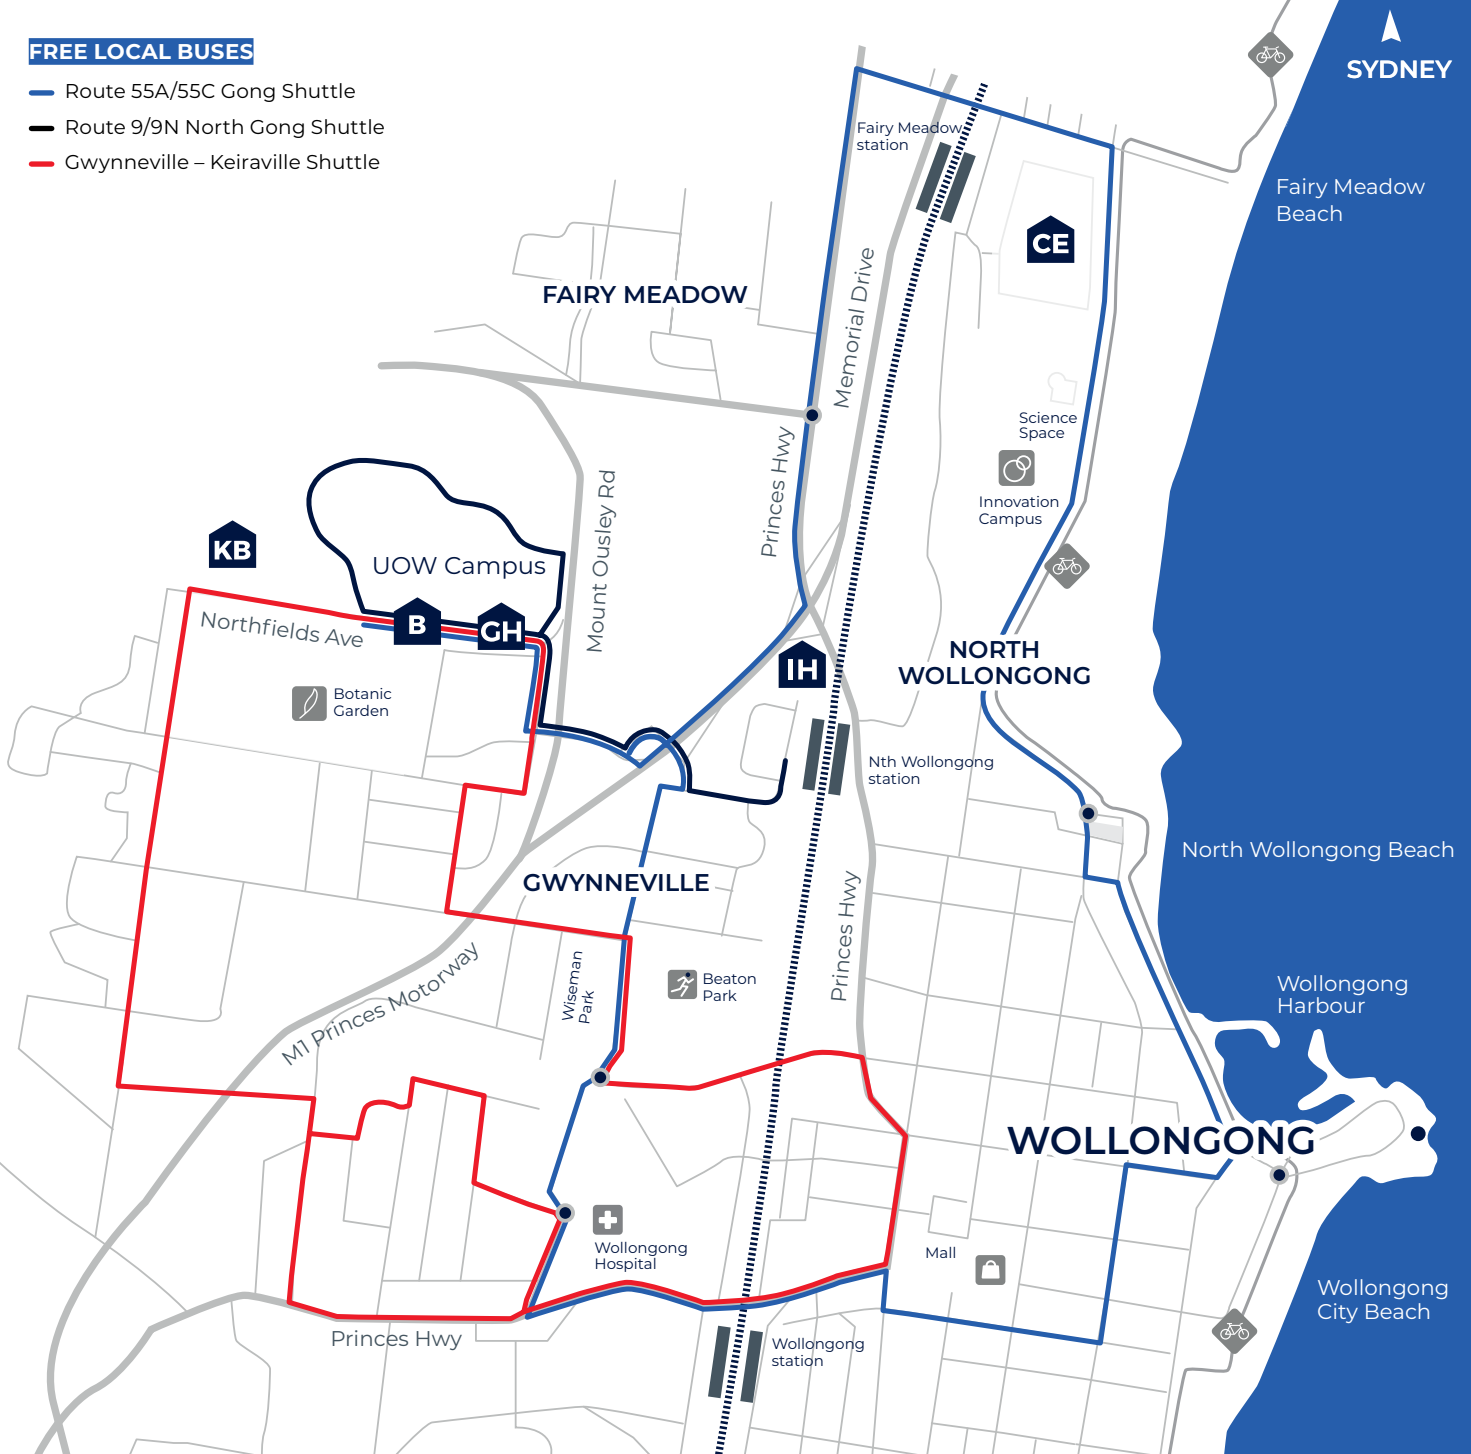 FREE LOCAL BUSES
Route 55A/55C Gong Shuttle
Route 9/9N North Gong Shuttle
Gwynneville – Keiraville Shuttle
SYDNEY
Fairy Meadow
station
Fairy Meadow
Beach
CE
FAIRY MEADOW
Memorial Drive
Science
Space
Princes Hwy
Mount Ousley Rd
Innovation
Campus
KB
UOW Campus
B
GH
Northfields Ave
NORTH
WOLLONGONG
IH
Botanic
Garden
Nth Wollongong
station
North Wollongong Beach
GWYNNEVILLE
Princes Hwy
M1 Princes Motorway
Wiseman
Park
Beaton
Park
Wollongong
Harbour
WOLLONGONG
Wollongong
Hospital
Mall
Wollongong
City Beach
Princes Hwy
Wollongong
station